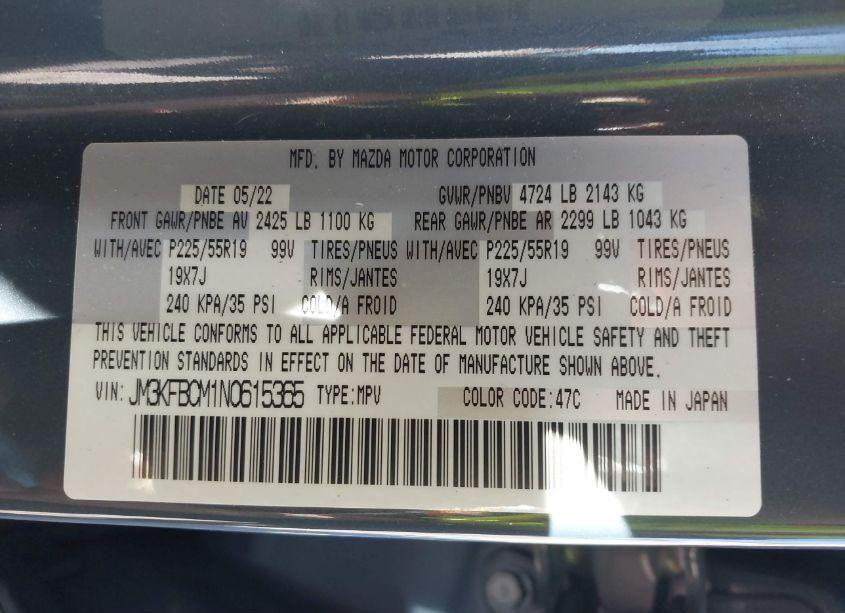 MFD. BY MAZDA MOTOR CORPORATION
DATE 05/22 GVWR/PNBV 4724 LB 2143 KG
FRONT GAWR/PNBE AV 2425 LB 1100 KG REAR GAWR/PNBE AR 2299 LB 1043 KG
WITH/AVEC P225/55R19 99V TIRES/PNEUS WITH/AVEC P225/55R19 99V TIRES/PNEUS
19X7J RIMS/JANTES 19X7J RIMS/JANTES
240 KPA/35 PSI COLD/A FROID 240 KPA/35 PSI COLD/A FROID
THIS VEHICLE CONFORMS TO ALL APPLICABLE FEDERAL MOTOR VEHICLE SAFETY AND THEFT
PREVENTION STANDARDS IN EFFECT ON THE DATE OF MANUFACTURE SHOWN ABOVE.
VIN: JM3KFBCM1N0615365 TYPE:MPV COLOR CODE:47C MADE IN JAPAN